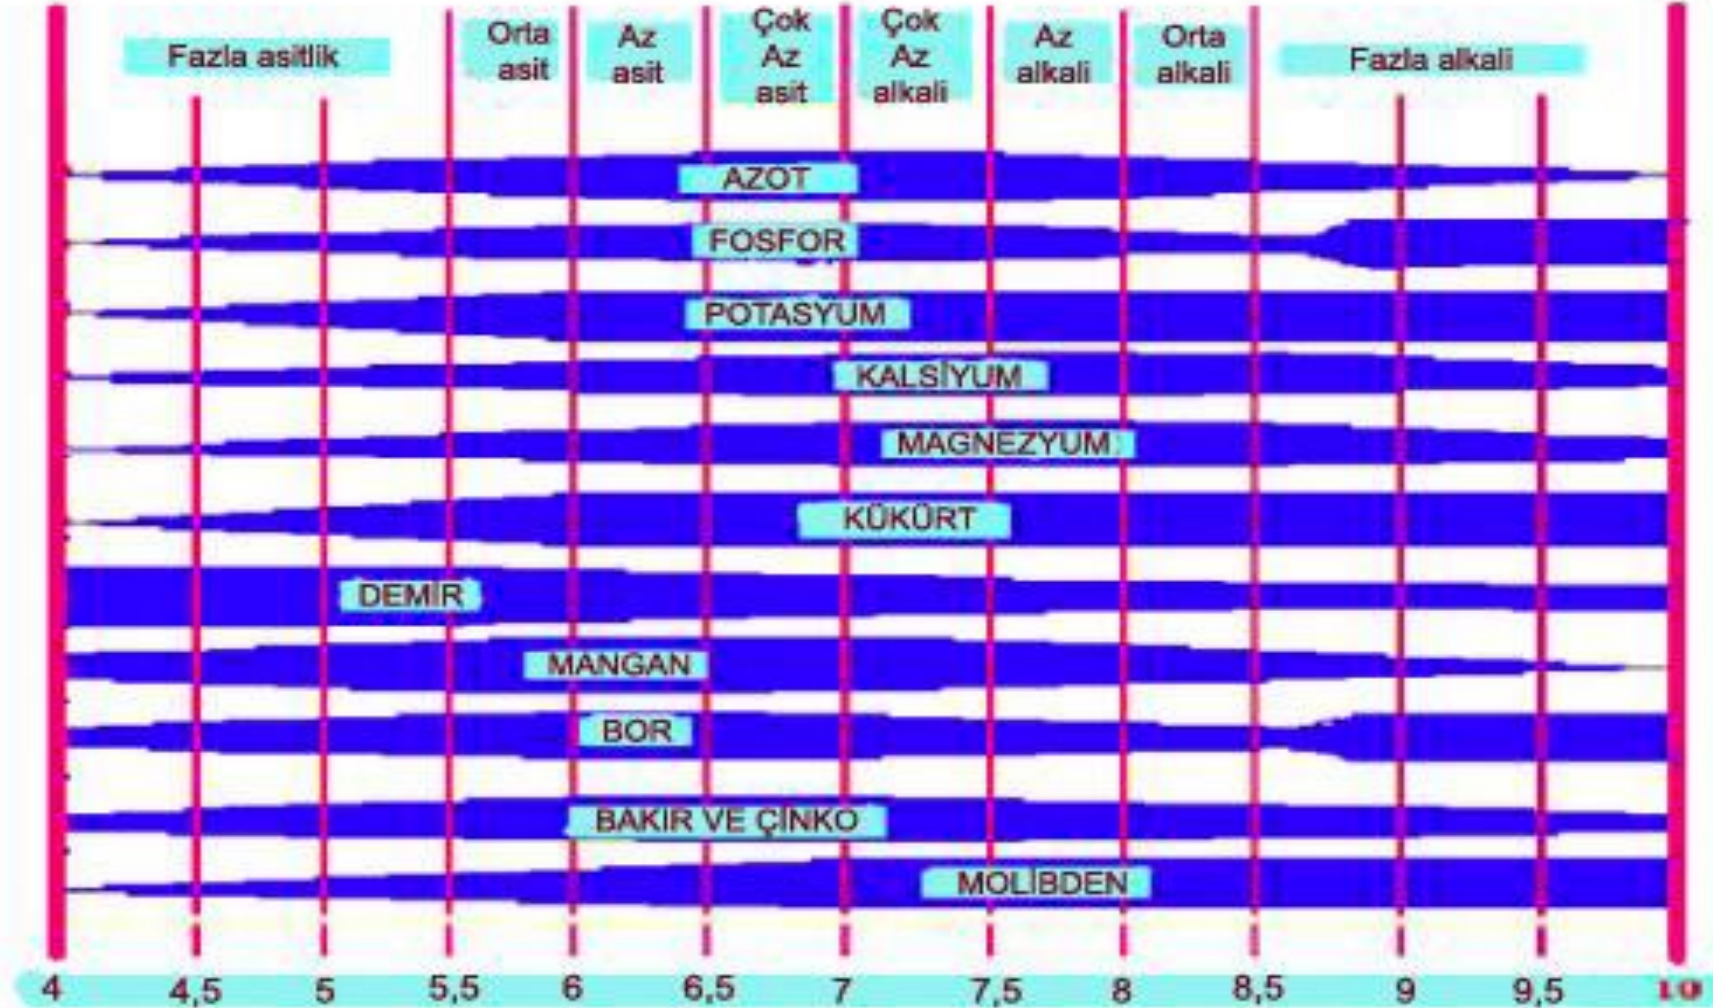 Fazla asitlik
Orta
asit
Az
asit
Çok
Az
asit
Çok
Az
alkali
Az
alkali
Orta
alkali
Fazla alkali
AZOT
FOSFOR
POTASYUM
KALSİYUM
MAGNEZYUM
KÜKÜRT
DEMİR
MANGAN
BOR
BAKIR VE ÇİNKO
MOLİBDEN
4 4,5 5 5,5 6 6,5 7 7,5 8 8,5 9 9,5 10